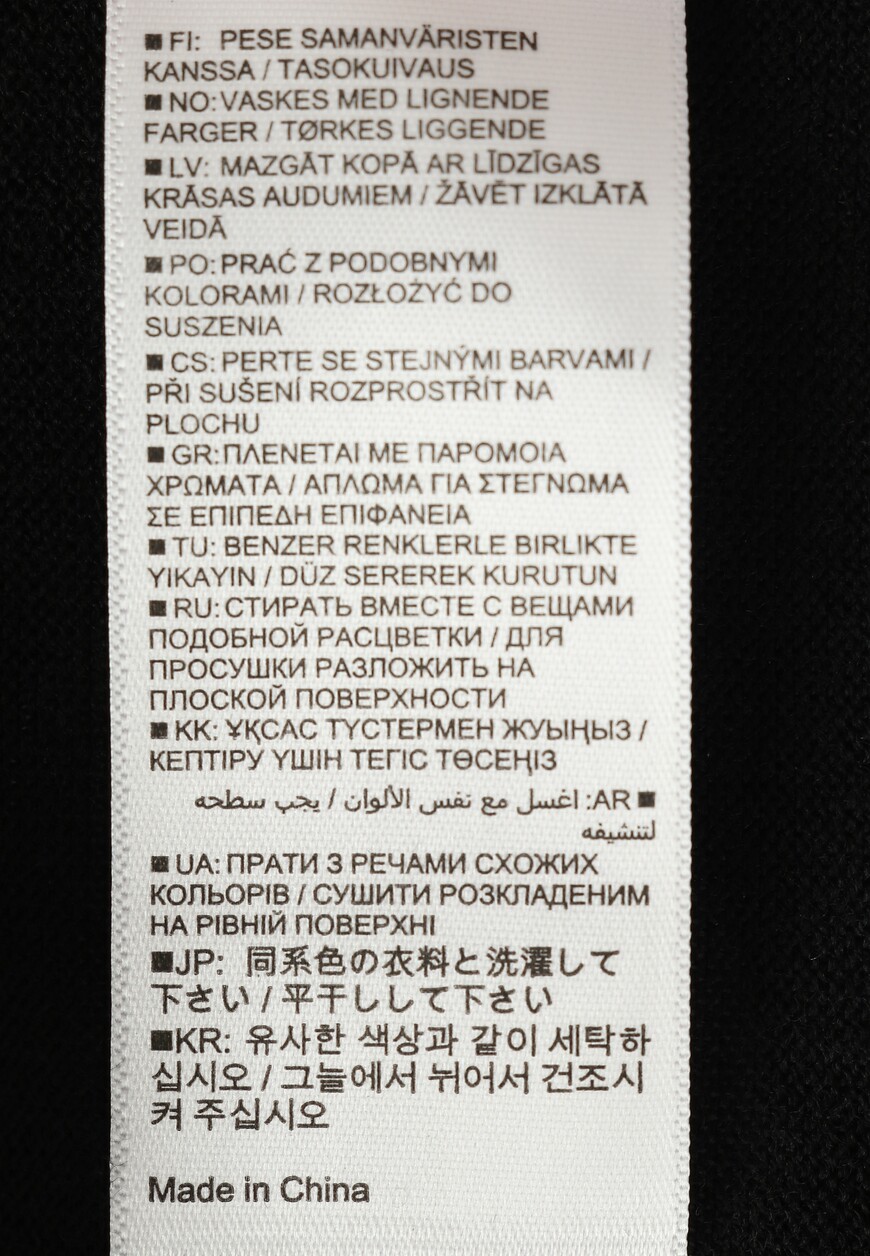 ■ FI: PESE SAMANVÄRISTEN
KANSSA / TASOKUIVAUS
■ NO: VASKES MED LIGNENDE
FARGER / TØRKES LIGGENDE
■ LV: MAZGĀT KOPĀ AR LĪDZĪGAS
KRĀSAS AUDUMIEM / ŽĀVĒT IZKLĀTĀ
VEIDĀ
■ PO: PRAĆ Z PODOBNYMI
KOLORAMI / ROZŁOŻYĆ DO
SUSZENIA
■ CS: PERTE SE STEJNÝMI BARVAMI /
PŘI SUŠENÍ ROZPROSTŘÍT NA
PLOCHU
■ GR: ΠΛΕΝΕΤΑΙ ΜΕ ΠΑΡΟΜΟΙΑ
ΧΡΩΜΑΤΑ / ΑΠΛΩΜΑ ΓΙΑ ΣΤΕΓΝΩΜΑ
ΣΕ ΕΠΙΠΕΔΗ ΕΠΙΦΑΝΕΙΑ
■ TU: BENZER RENKLERLE BIRLIKTE
YIKAYIN / DÜZ SEREREK KURUTUN
■ RU: СТИРАТЬ ВМЕСТЕ С ВЕЩАМИ
ПОДОБНОЙ РАСЦВЕТКИ / ДЛЯ
ПРОСУШКИ РАЗЛОЖИТЬ НА
ПЛОСКОЙ ПОВЕРХНОСТИ
■ KK: ҰҚСАС ТҮСТЕРМЕН ЖУЫҢЫЗ /
КЕПТІРУ ҮШІН ТЕГІС ТӨСЕҢІЗ
■ AR: اغسل مع نفس الألوان / يجب سطحه
لتنشيفه
■ UA: ПРАТИ З РЕЧАМИ СХОЖИХ
КОЛЬОРІВ / СУШИТИ РОЗКЛАДЕНИМ
НА РІВНІЙ ПОВЕРХНІ
■JP: 同系色の衣料と洗濯して
下さい / 平干しして下さい
■KR: 유사한 색상과 같이 세탁하
십시오 / 그늘에서 뉘어서 건조시
켜 주십시오
Made in China